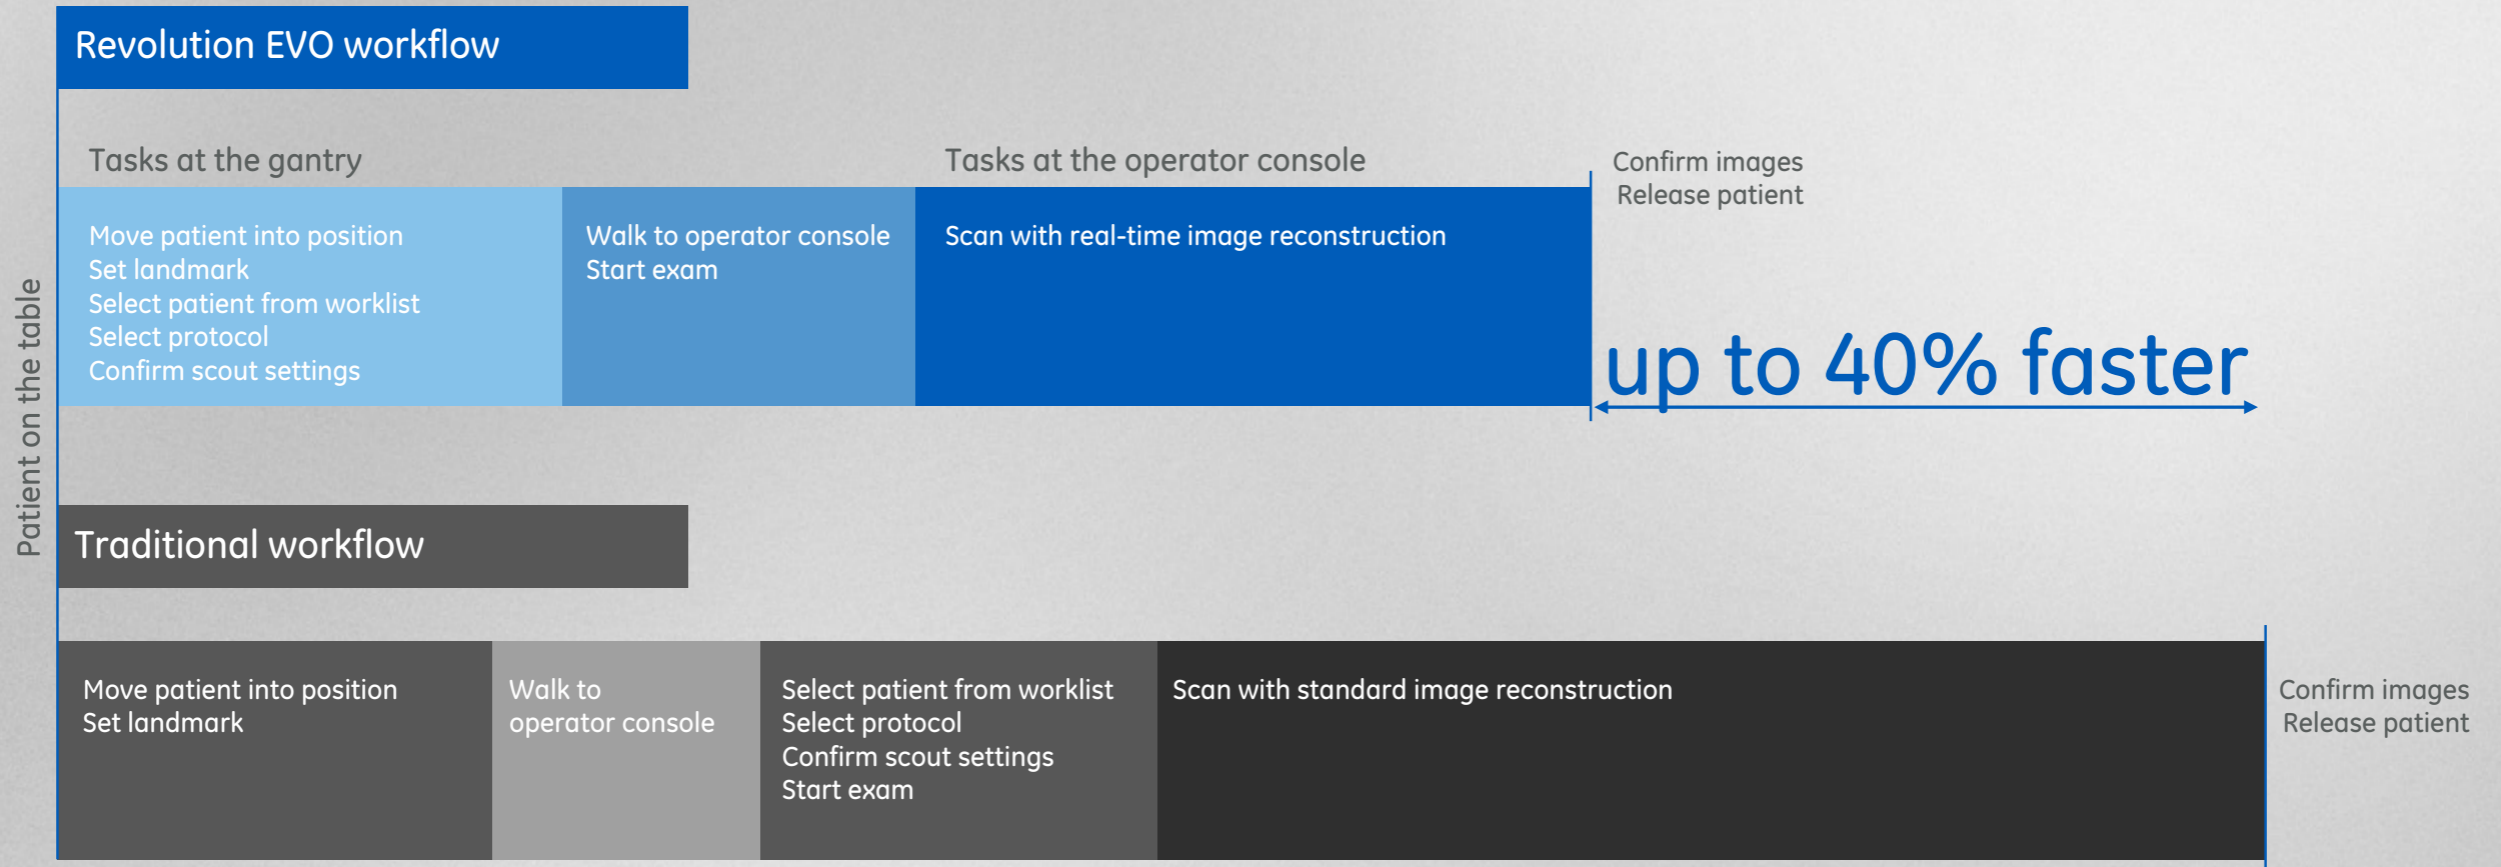 Revolution EVO workflow
Tasks at the gantry
Tasks at the operator console
Confirm images
Release patient
Move patient into position
Set landmark
Select patient from worklist
Select protocol
Confirm scout settings
Walk to operator console
Start exam
Scan with real-time image reconstruction
up to 40% faster
Patient on the table
Traditional workflow
Move patient into position
Set landmark
Walk to
operator console
Select patient from worklist
Select protocol
Confirm scout settings
Start exam
Scan with standard image reconstruction
Confirm images
Release patient